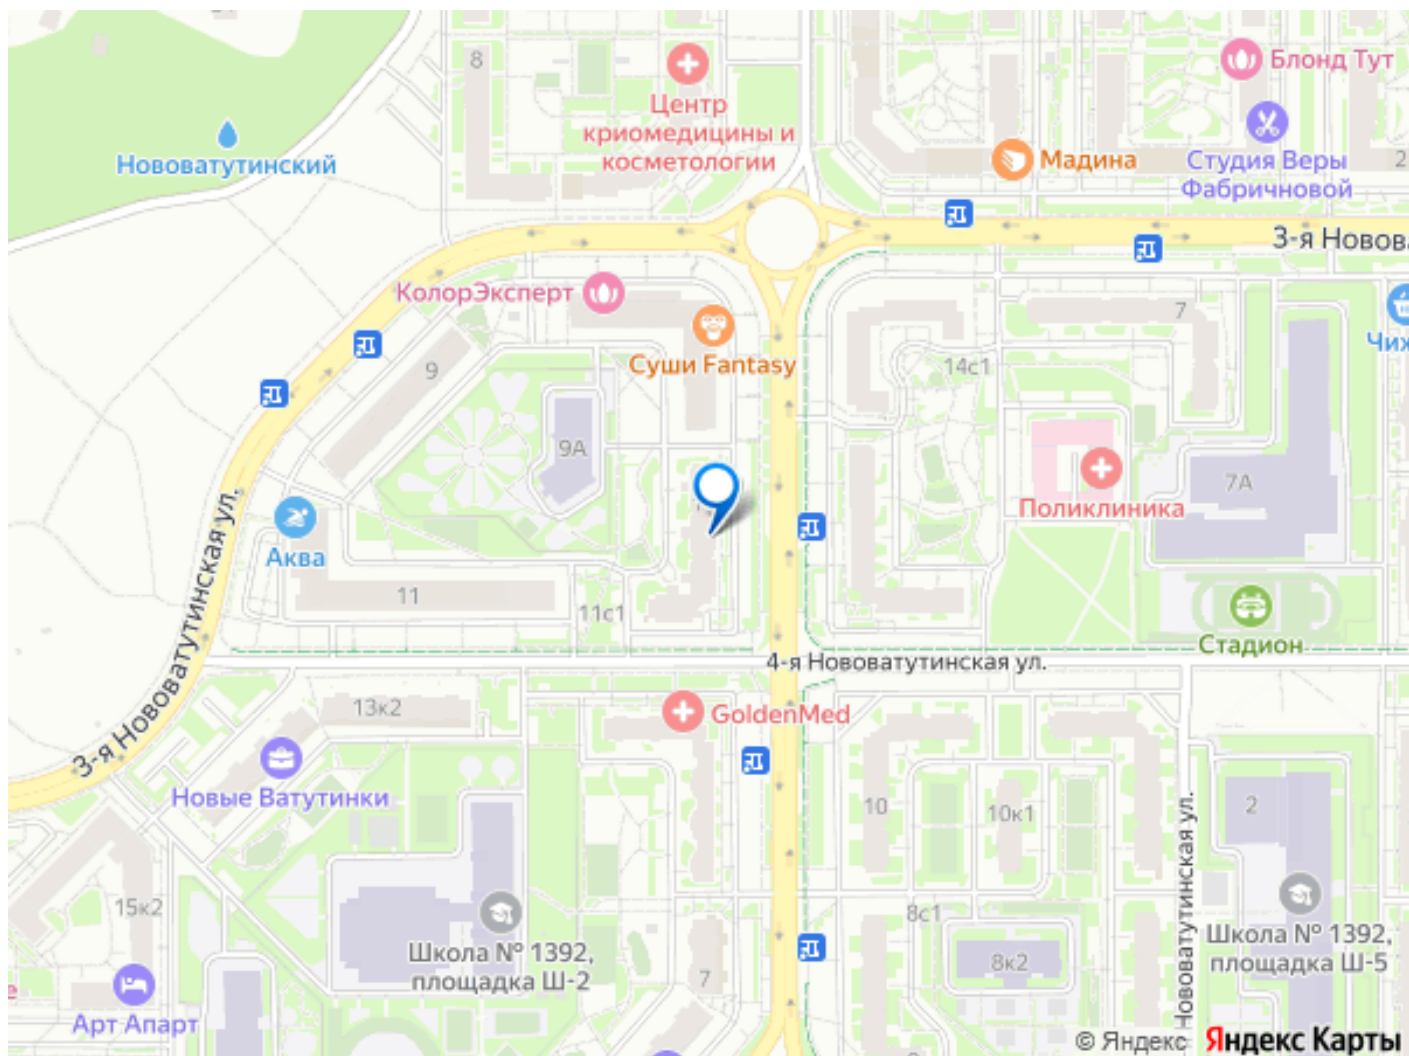 8
Центр
криомедицины и
косметологии
Блонд Тут
Мадина
Студия Веры
Фабричновой
2
Нововатутинский
3-я Новова
КолорЭксперт
Суши Fantasy
9
7
14с1
Чиж
9А
7А
Поликлиника
Аква
3-я Нововатутинская ул.
11
11с1
Стадион
4-я Нововатутинская ул.
13к2
GoldenMed
Новые Ватутинки
10
10к1
2
Нововатутинская ул.
15к2
8с1
Школа № 1392,
площадка Ш-2
Школа № 1392,
площадка Ш-5
8к2
7
Арт Апарт
© Яндекс Яндекс Карты